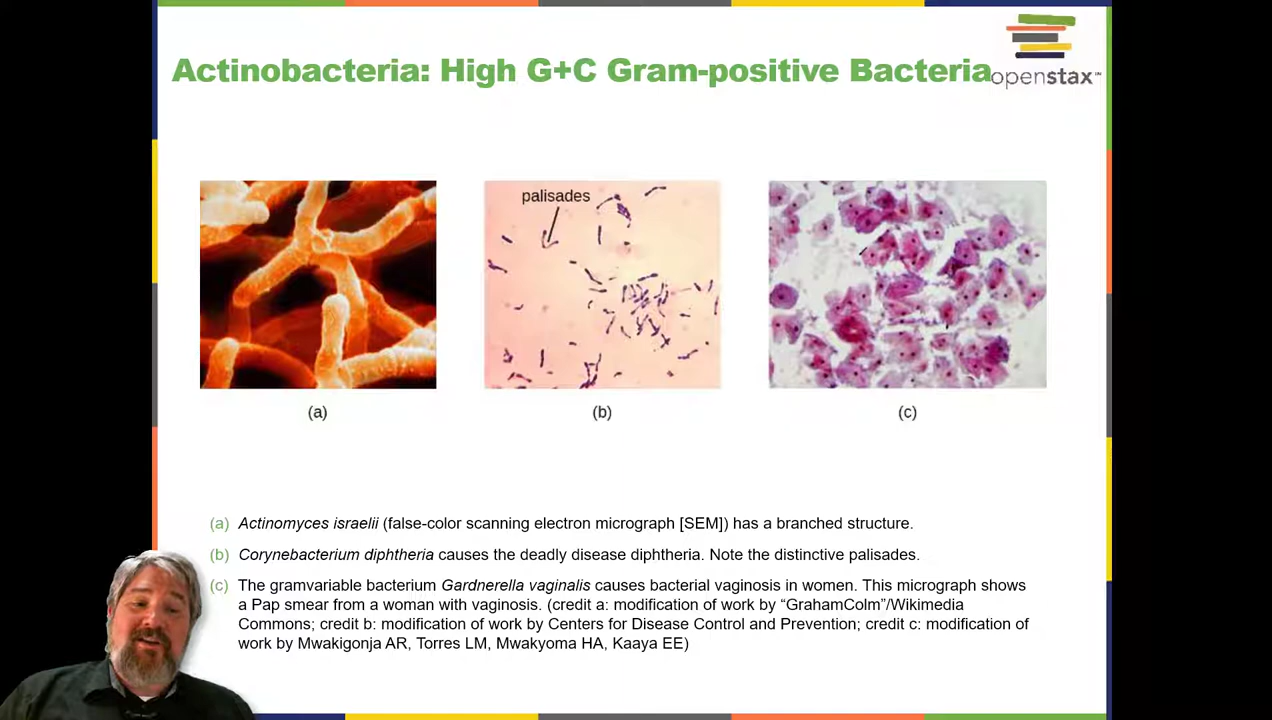 Actinobacteria: High G+C Gram-positive Bacteria
openstax™
palisades
(a)
(b)
(c)
(a) Actinomyces israelii (false-color scanning electron micrograph [SEM]) has a branched structure.
(b) Corynebacterium diphtheria causes the deadly disease diphtheria. Note the distinctive palisades.
(c) The gramvariable bacterium Gardnerella vaginalis causes bacterial vaginosis in women. This micrograph shows
a Pap smear from a woman with vaginosis. (credit a: modification of work by “GrahamColm”/Wikimedia
Commons; credit b: modification of work by Centers for Disease Control and Prevention; credit c: modification of
work by Mwakigonja AR, Torres LM, Mwakyoma HA, Kaaya EE)